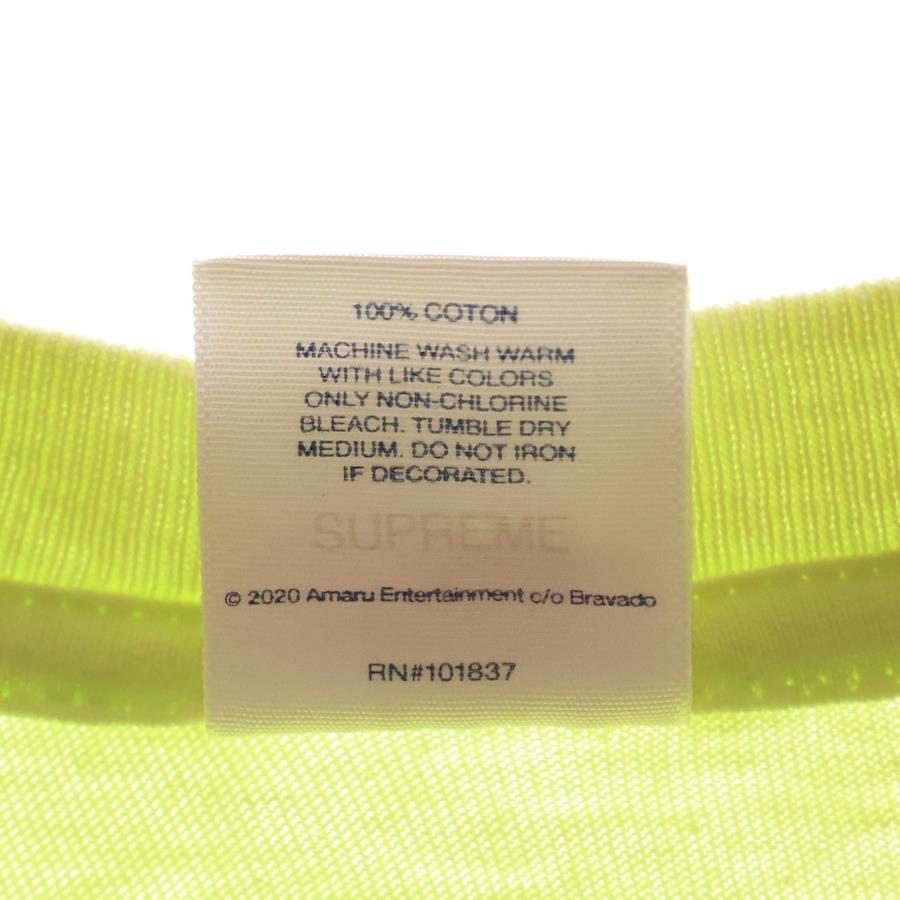 100% COTON
MACHINE WASH WARM
WITH LIKE COLORS
ONLY NON-CHLORINE
BLEACH. TUMBLE DRY
MEDIUM. DO NOT IRON
IF DECORATED.
SUPREME
© 2020 Amaru Entertainment c/o Bravado
RN#101837